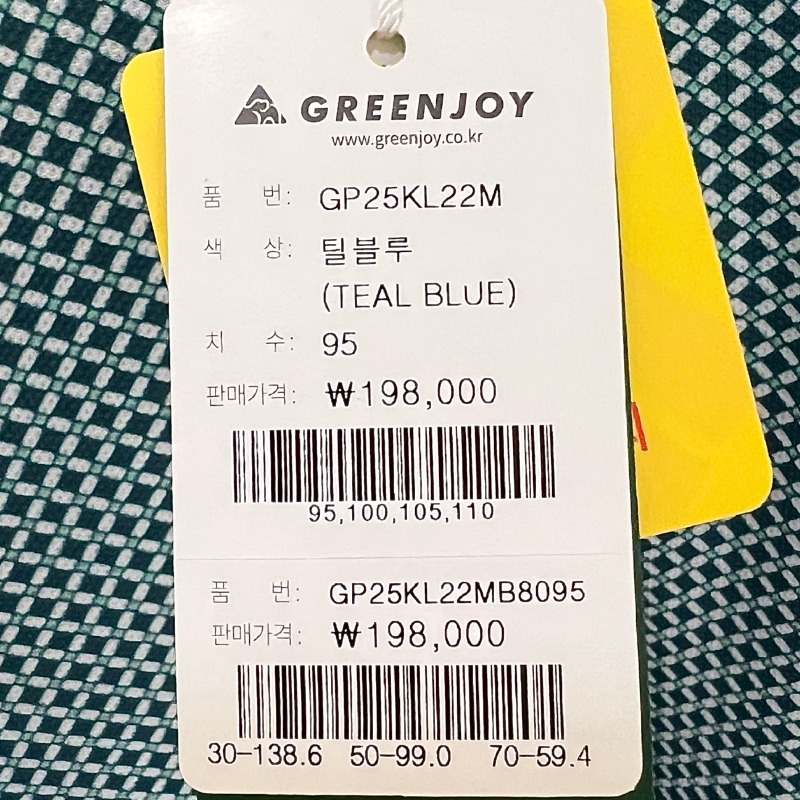 GREENJOY
www.greenjoy.co.kr
품 번: GP25KL22M
색 상: 틸블루
(TEAL BLUE)
치 수: 95
판매가격: ₩198,000
95,100,105,110
품 번: GP25KL22MB8095
판매가격: ₩198,000
30-138.6 50-99.0 70-59.4